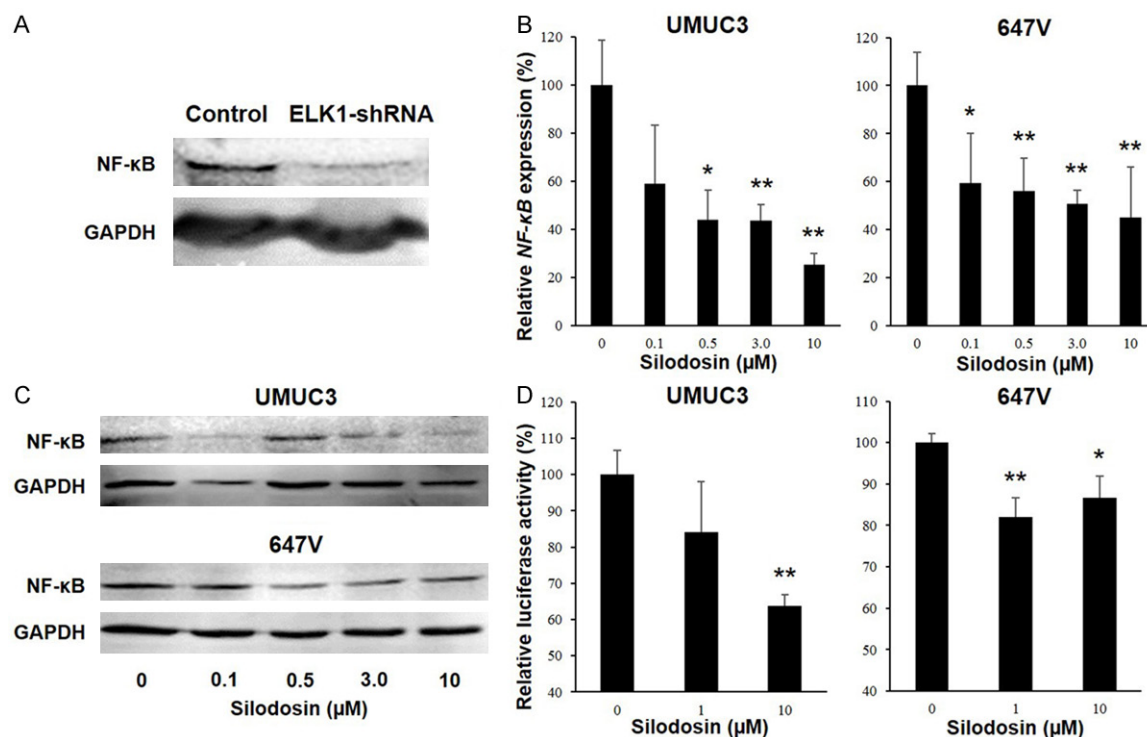 A
Control ELK1-shRNA
NF-κB
GAPDH
B
UMUC3
Relative NF-κB expression (%)
120
100
80
60
40
20
0
*
**
**
0 0.1 0.5 3.0 10
Silodosin (µM)
647V
120
100
80
60
40
20
0
*
**
**
**
0 0.1 0.5 3.0 10
Silodosin (µM)
C
UMUC3
NF-κB
GAPDH
647V
NF-κB
GAPDH
0 0.1 0.5 3.0 10
Silodosin (µM)
D
UMUC3
Relative luciferase activity (%)
120
110
100
90
80
70
60
50
40
**
0 1 10
Silodosin (µM)
647V
110
100
90
80
70
60
50
40
**
*
0 1 10
Silodosin (µM)